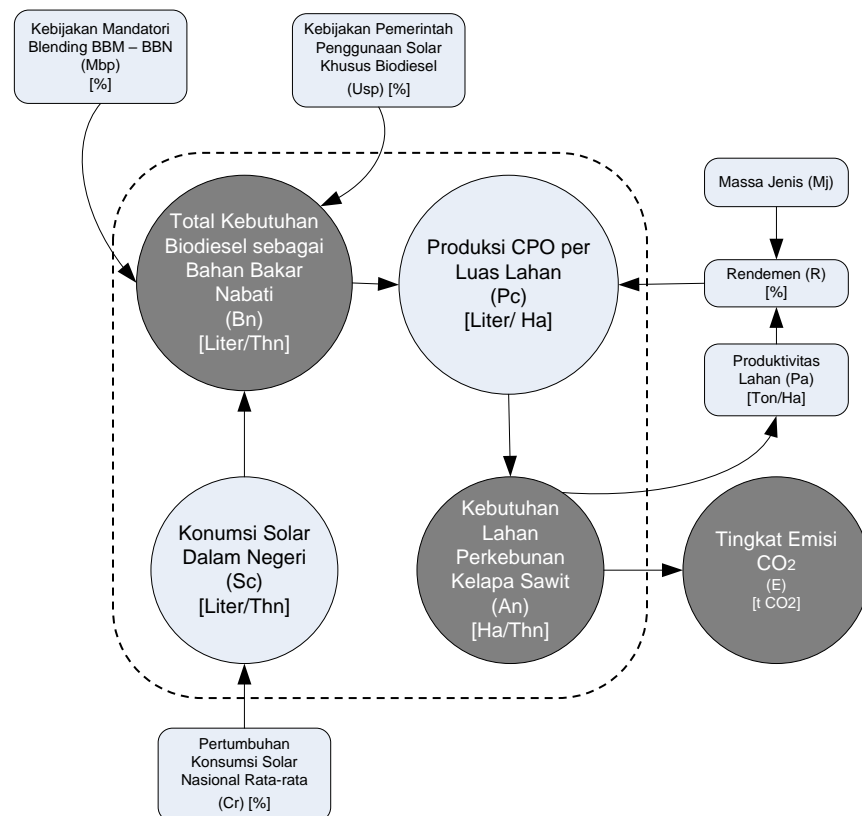 Kebijakan Mandatori
Blending BBM – BBN
(Mbp)
[%]
Kebijakan Pemerintah
Penggunaan Solar
Khusus Biodiesel
(Usp) [%]
Total Kebutuhan
Biodiesel sebagai
Bahan Bakar
Nabati
(Bn)
[Liter/Thn]
Produksi CPO per
Luas Lahan
(Pc)
[Liter/ Ha]
Massa Jenis (Mj)
Rendemen (R)
[%]
Produktivitas
Lahan (Pa)
[Ton/Ha]
Konumsi Solar
Dalam Negeri
(Sc)
[Liter/Thn]
Kebutuhan
Lahan
Perkebunan
Kelapa Sawit
(An)
[Ha/Thn]
Tingkat Emisi
CO2
(E)
[t CO2]
Pertumbuhan
Konsumsi Solar
Nasional Rata-rata
(Cr) [%]